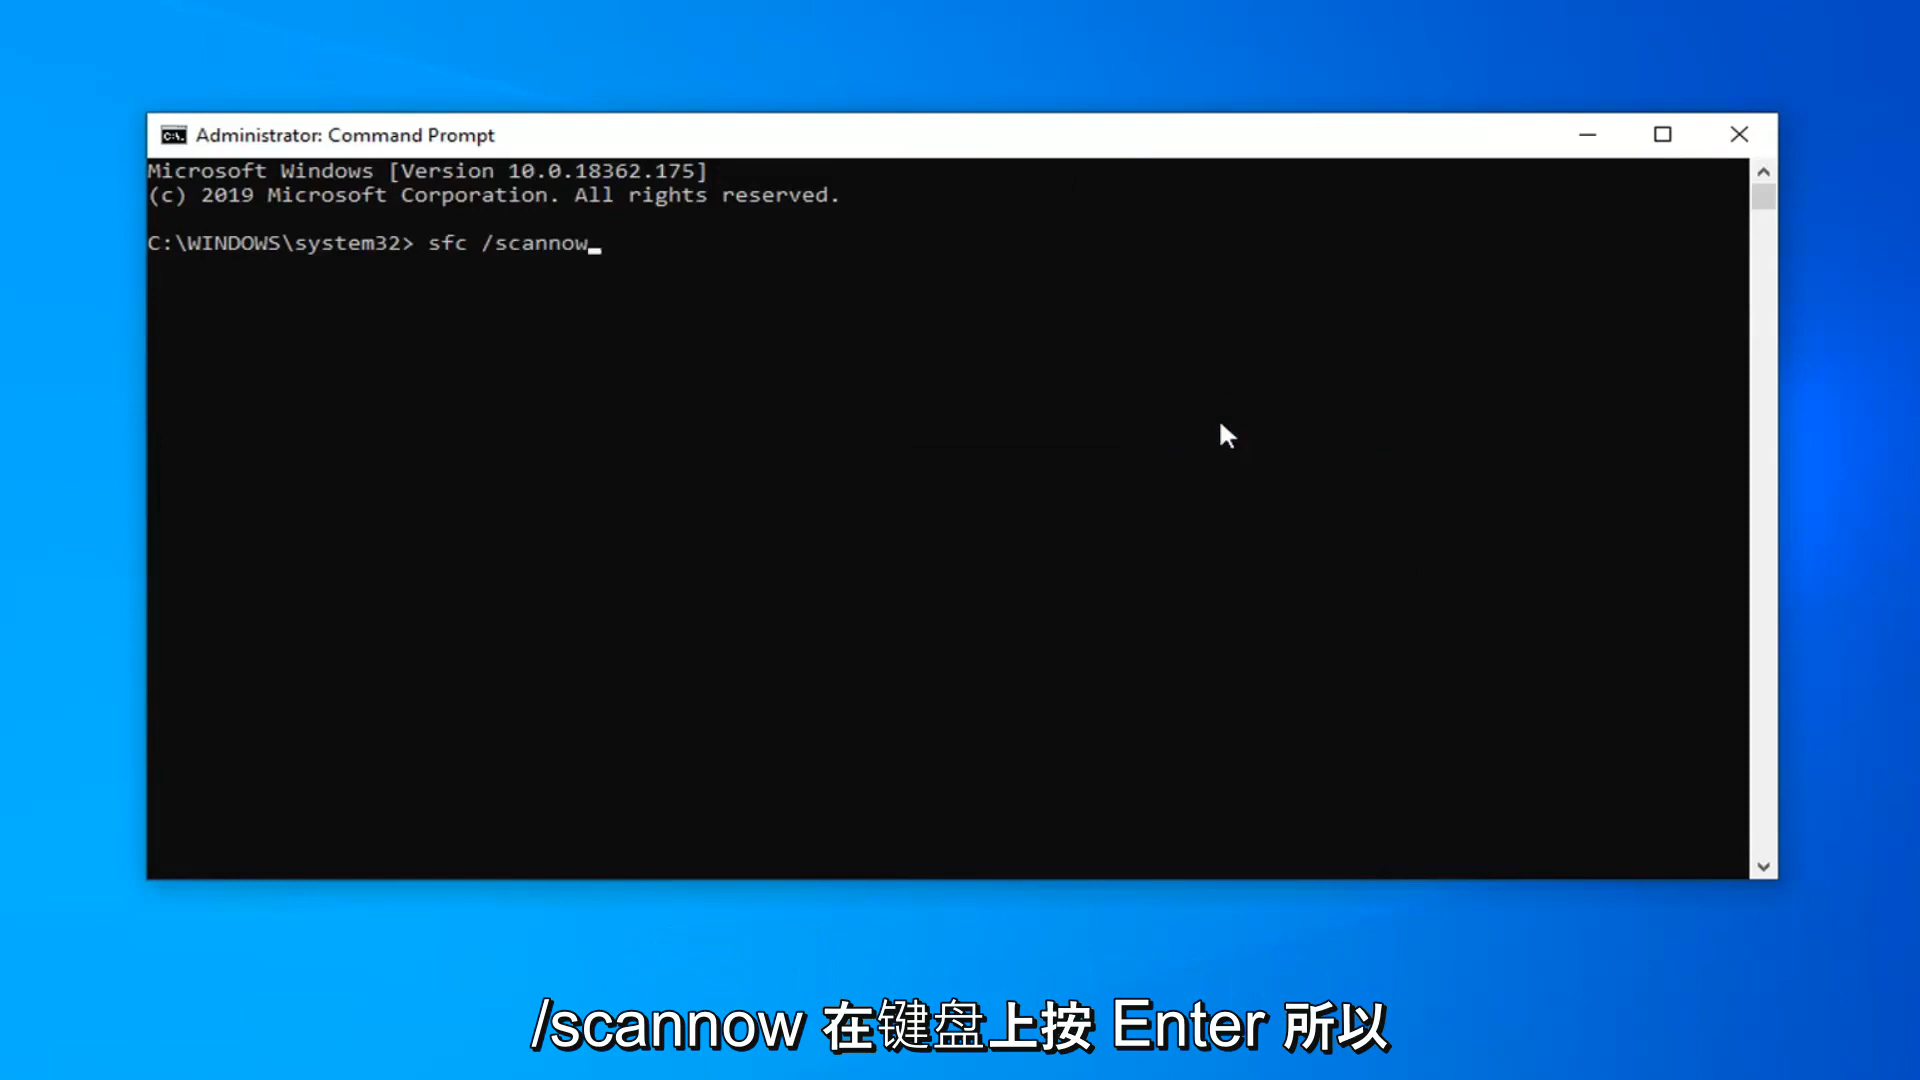 Administrator: Command Prompt
Microsoft Windows [Version 10.0.18362.175]
(c) 2019 Microsoft Corporation. All rights reserved.
C:\WINDOWS\system32> sfc /scannow
/scannow 在键盘上按 Enter 所以